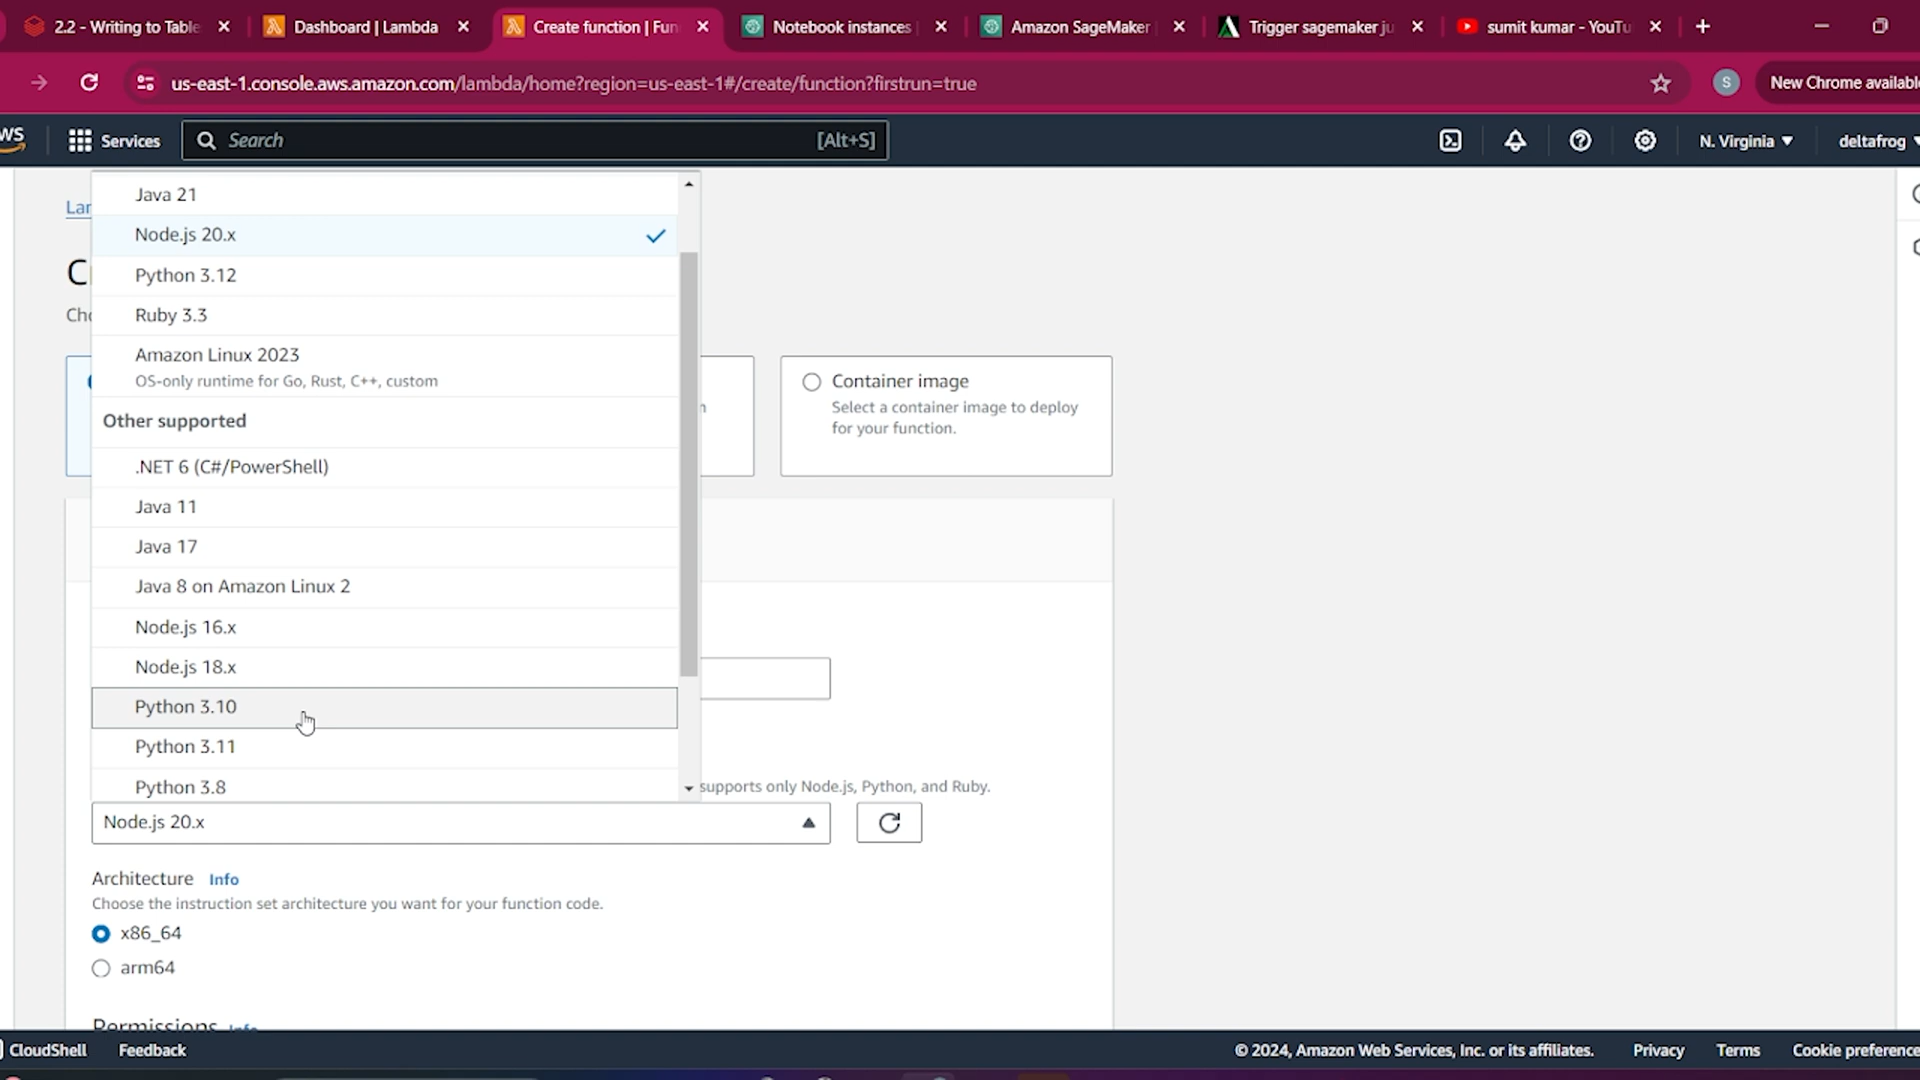 2.2 - Writing to Table
Dashboard | Lambda
Create function | Fun
Notebook instances
Amazon SageMaker
Trigger sagemaker ju
sumit kumar - YouTu
us-east-1.console.aws.amazon.com/lambda/home?region=us-east-1#/create/function?firstrun=true
S
New Chrome available
WS
Services
Search
[Alt+S]
N. Virginia
deltafrog
Lar
Java 21
Node.js 20.x
Python 3.12
Ruby 3.3
Cho
Amazon Linux 2023
OS-only runtime for Go, Rust, C++, custom
Container image
Select a container image to deploy
for your function.
Other supported
.NET 6 (C#/PowerShell)
Java 11
Java 17
Java 8 on Amazon Linux 2
Node.js 16.x
Node.js 18.x
Python 3.10
Python 3.11
Python 3.8
supports only Node.js, Python, and Ruby.
Node.js 20.x
Architecture Info
Choose the instruction set architecture you want for your function code.
x86_64
arm64
Permissions Info
CloudShell
Feedback
© 2024, Amazon Web Services, Inc. or its affiliates.
Privacy
Terms
Cookie preference